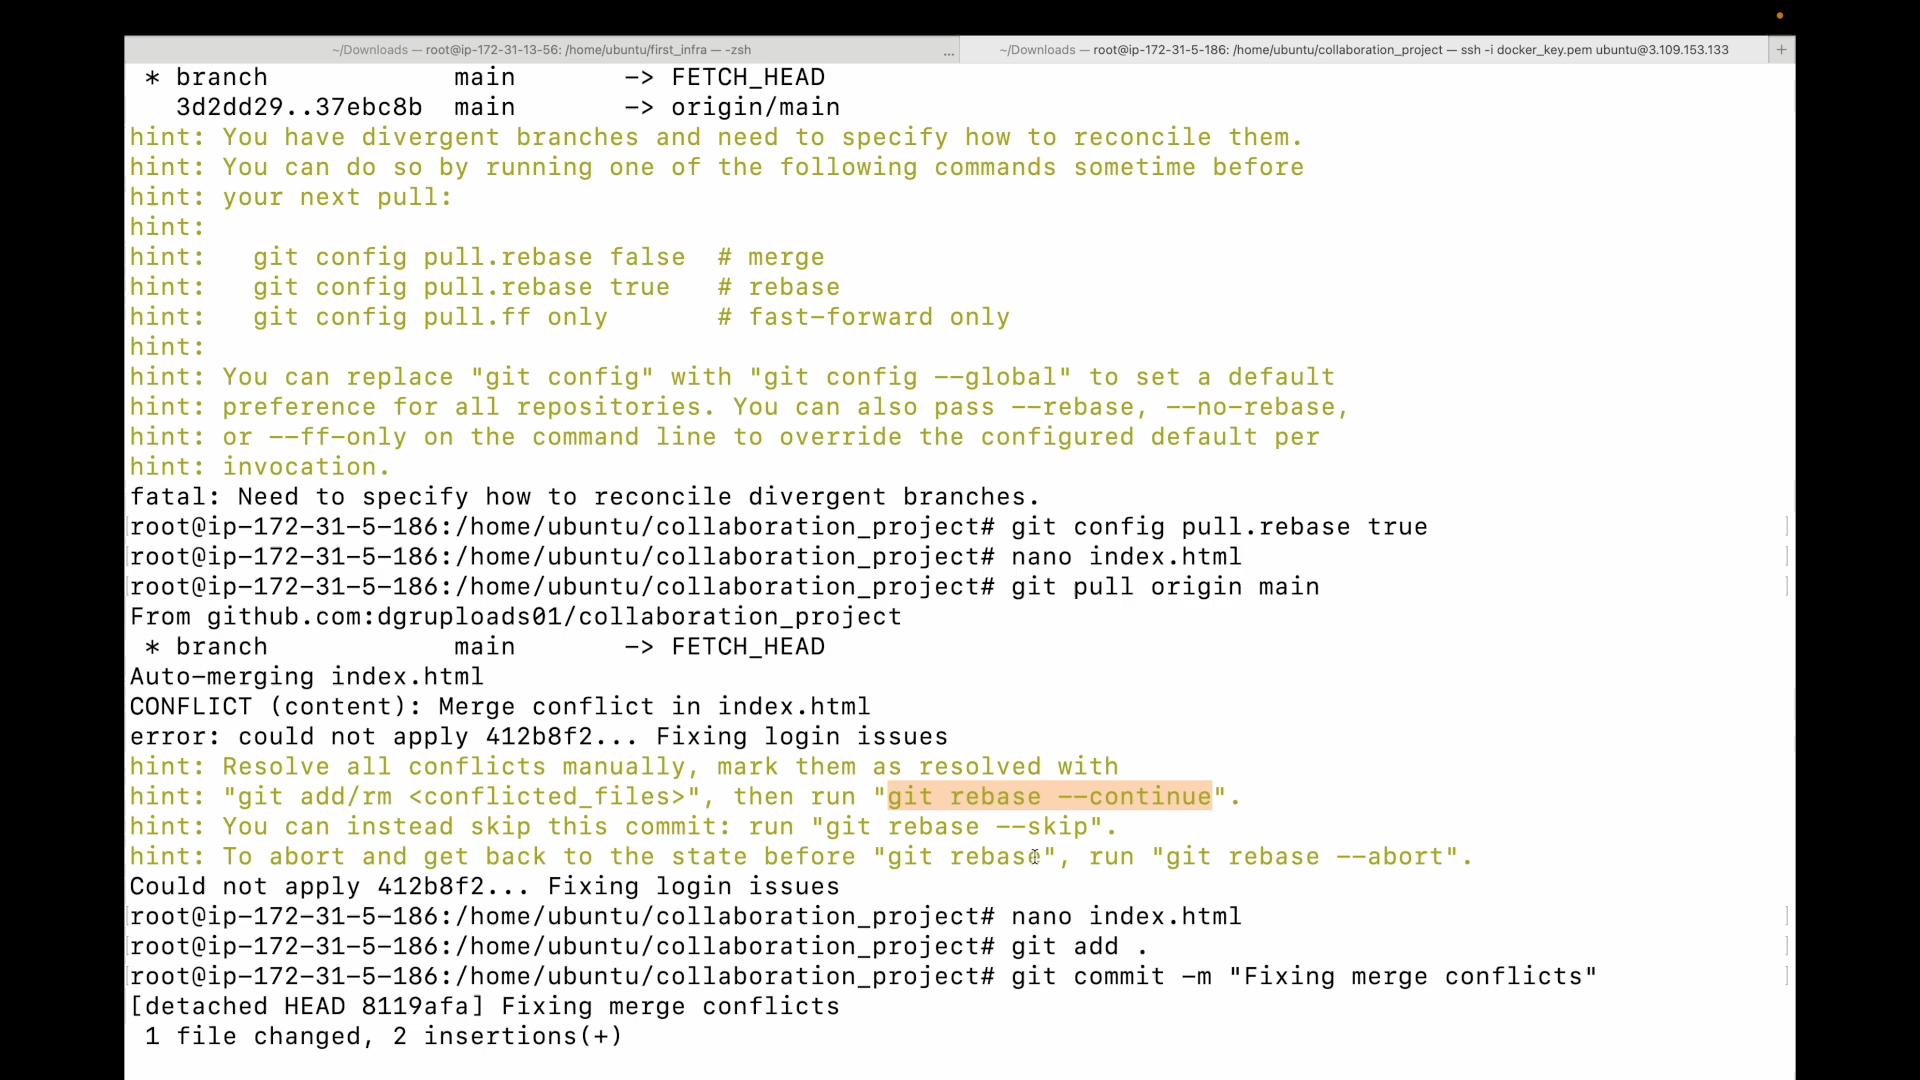 ~/Downloads — root@ip-172-31-13-56: /home/ubuntu/first_infra — -zsh ... ~/Downloads — root@ip-172-31-5-186: /home/ubuntu/collaboration_project — ssh -i docker_key.pem ubuntu@3.109.153.133 +
* branch main -> FETCH_HEAD
3d2dd29..37ebc8b main -> origin/main
hint: You have divergent branches and need to specify how to reconcile them.
hint: You can do so by running one of the following commands sometime before
hint: your next pull:
hint:
hint: git config pull.rebase false # merge
hint: git config pull.rebase true # rebase
hint: git config pull.ff only # fast-forward only
hint:
hint: You can replace "git config" with "git config --global" to set a default
hint: preference for all repositories. You can also pass --rebase, --no-rebase,
hint: or --ff-only on the command line to override the configured default per
hint: invocation.
fatal: Need to specify how to reconcile divergent branches.
root@ip-172-31-5-186:/home/ubuntu/collaboration_project# git config pull.rebase true
root@ip-172-31-5-186:/home/ubuntu/collaboration_project# nano index.html
root@ip-172-31-5-186:/home/ubuntu/collaboration_project# git pull origin main
From github.com:dgruploads01/collaboration_project
* branch main -> FETCH_HEAD
Auto-merging index.html
CONFLICT (content): Merge conflict in index.html
error: could not apply 412b8f2... Fixing login issues
hint: Resolve all conflicts manually, mark them as resolved with
hint: "git add/rm <conflicted_files>", then run "git rebase --continue".
hint: You can instead skip this commit: run "git rebase --skip".
hint: To abort and get back to the state before "git rebase", run "git rebase --abort".
Could not apply 412b8f2... Fixing login issues
root@ip-172-31-5-186:/home/ubuntu/collaboration_project# nano index.html
root@ip-172-31-5-186:/home/ubuntu/collaboration_project# git add .
root@ip-172-31-5-186:/home/ubuntu/collaboration_project# git commit -m "Fixing merge conflicts"
[detached HEAD 8119afa] Fixing merge conflicts
1 file changed, 2 insertions(+)